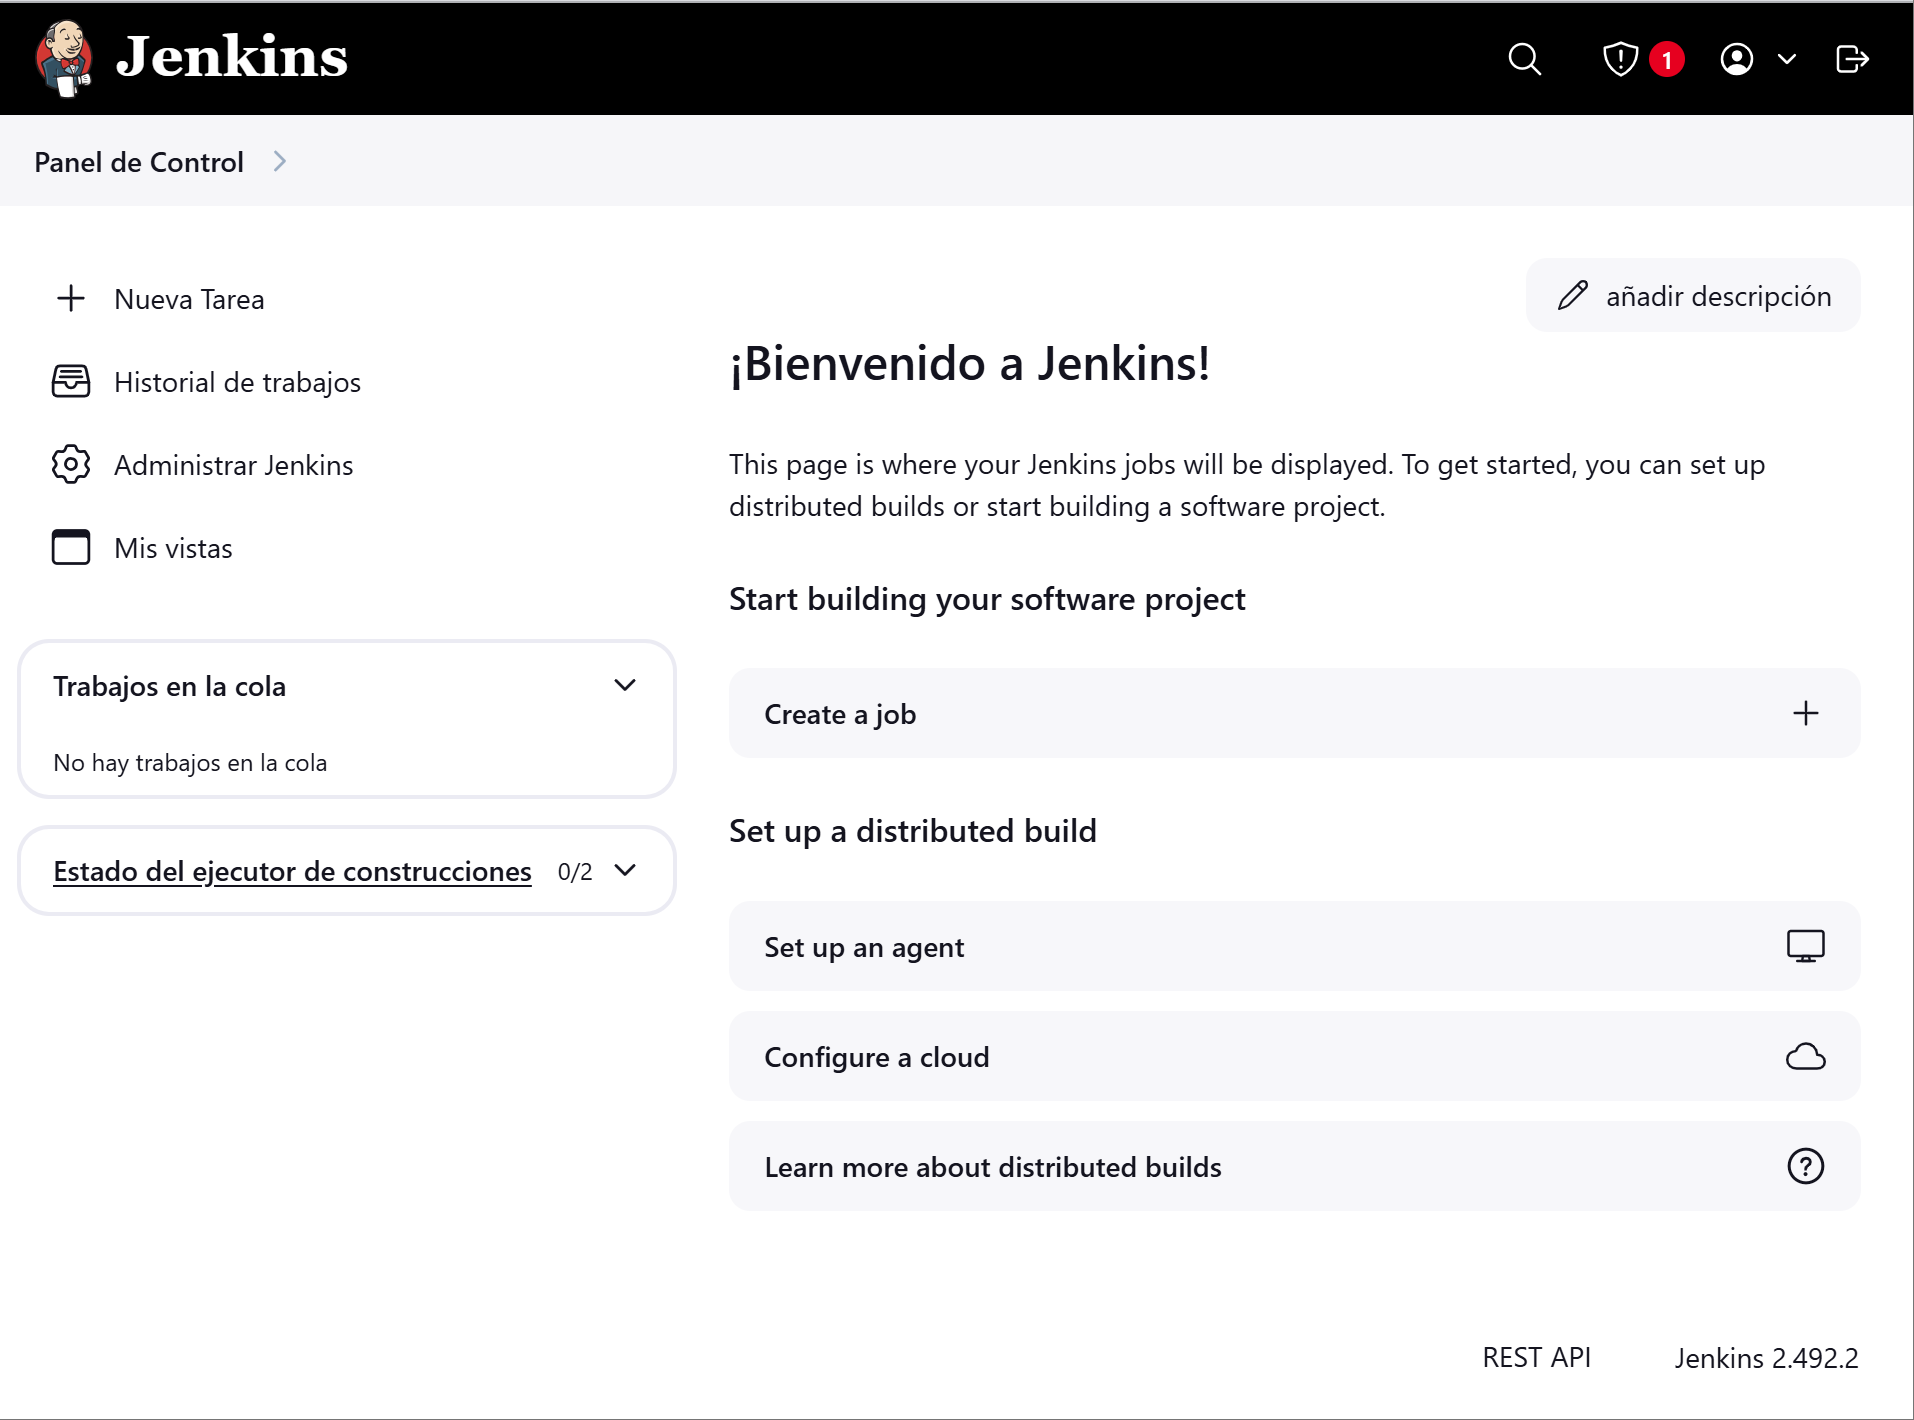 Jenkins
1
Panel de Control
Nueva Tarea
Historial de trabajos
Administrar Jenkins
Mis vistas
Trabajos en la cola
No hay trabajos en la cola
Estado del ejecutor de construcciones 0/2
añadir descripción
¡Bienvenido a Jenkins!
This page is where your Jenkins jobs will be displayed. To get started, you can set up
distributed builds or start building a software project.
Start building your software project
Create a job
Set up a distributed build
Set up an agent
Configure a cloud
Learn more about distributed builds
REST API
Jenkins 2.492.2